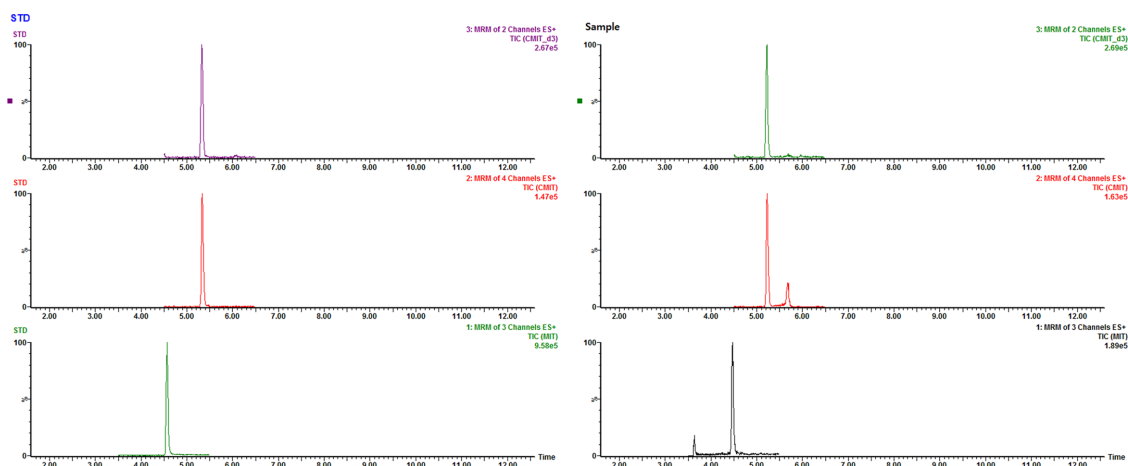 STD
STD
3: MRM of 2 Channels ES+
TIC (CMIT_d3)
2.67e5
100
%
0
2.00 3.00 4.00 5.00 6.00 7.00 8.00 9.00 10.00 11.00 12.00
STD
2: MRM of 4 Channels ES+
TIC (CMIT)
1.47e5
100
%
0
2.00 3.00 4.00 5.00 6.00 7.00 8.00 9.00 10.00 11.00 12.00
STD
1: MRM of 3 Channels ES+
TIC (MIT)
9.58e5
100
%
0
Time
2.00 3.00 4.00 5.00 6.00 7.00 8.00 9.00 10.00 11.00 12.00
Sample
3: MRM of 2 Channels ES+
TIC (CMIT_d3)
2.69e5
100
%
0
2.00 3.00 4.00 5.00 6.00 7.00 8.00 9.00 10.00 11.00 12.00
2: MRM of 4 Channels ES+
TIC (CMIT)
1.63e5
100
%
0
2.00 3.00 4.00 5.00 6.00 7.00 8.00 9.00 10.00 11.00 12.00
1: MRM of 3 Channels ES+
TIC (MIT)
1.89e5
100
%
0
Time
2.00 3.00 4.00 5.00 6.00 7.00 8.00 9.00 10.00 11.00 12.00